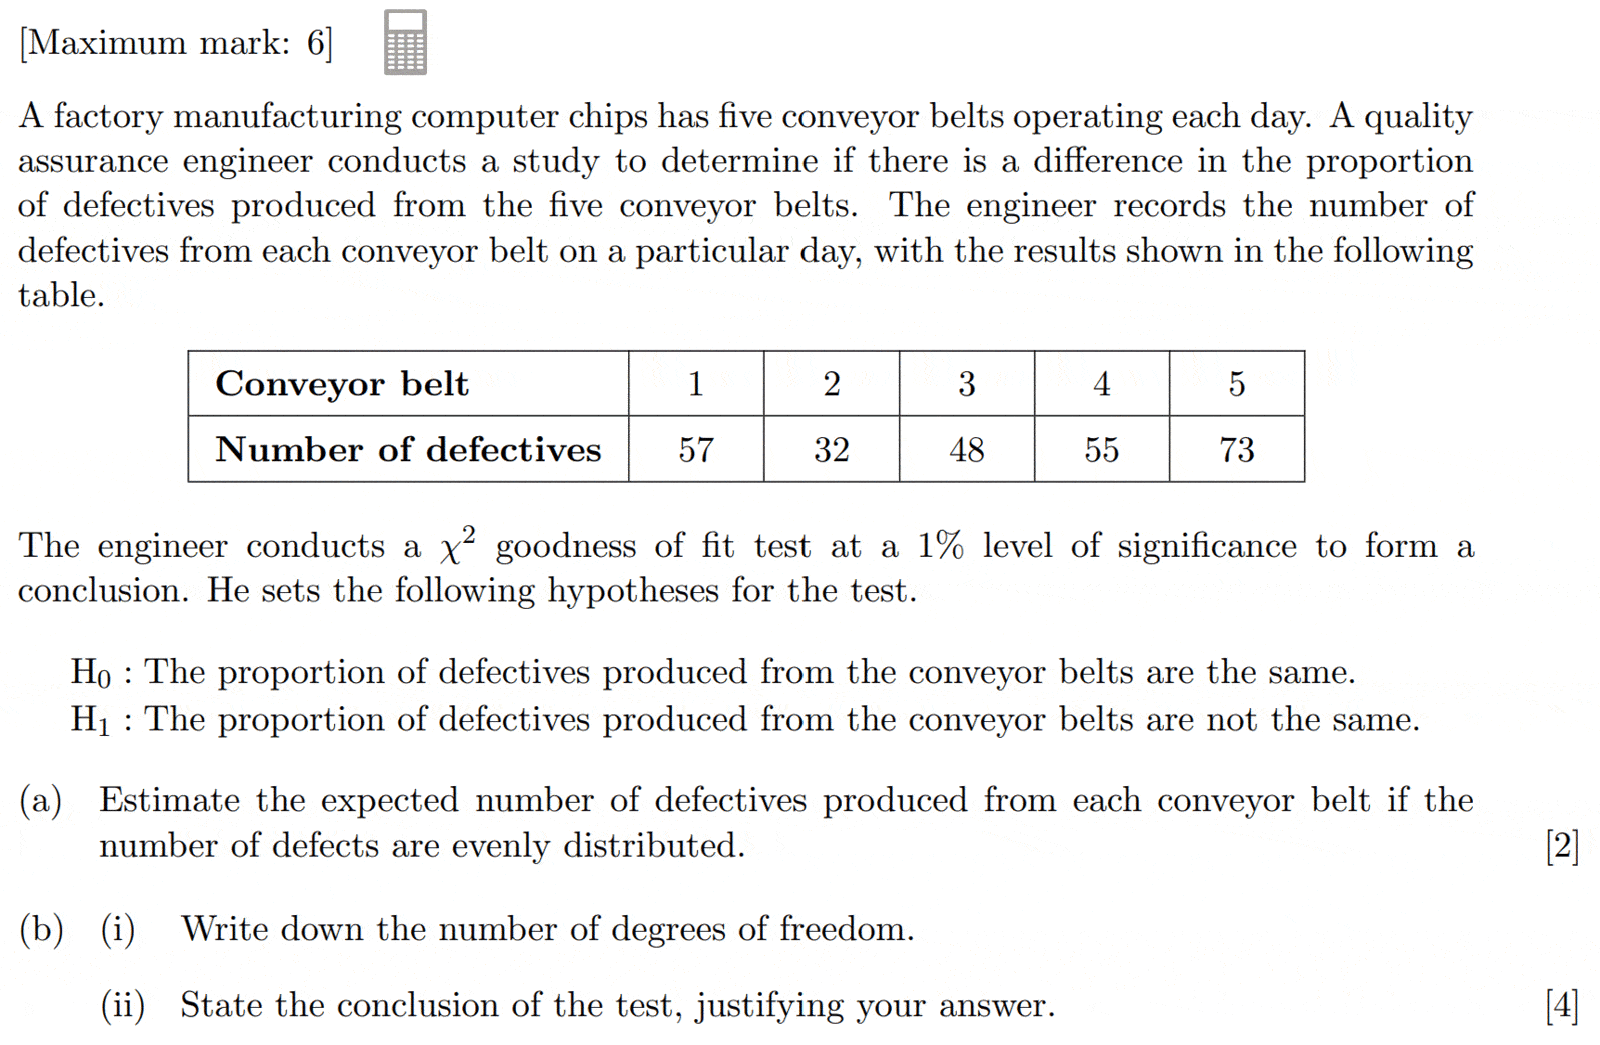 [Maximum mark: 6]
A factory manufacturing computer chips has five conveyor belts operating each day. A quality
assurance engineer conducts a study to determine if there is a difference in the proportion
of defectives produced from the five conveyor belts. The engineer records the number of
defectives from each conveyor belt on a particular day, with the results shown in the following
table.
Conveyor belt 1 2 3 4 5
Number of defectives 57 32 48 55 73
The engineer conducts a χ² goodness of fit test at a 1% level of significance to form a
conclusion. He sets the following hypotheses for the test.
H₀ : The proportion of defectives produced from the conveyor belts are the same.
H₁ : The proportion of defectives produced from the conveyor belts are not the same.
(a) Estimate the expected number of defectives produced from each conveyor belt if the
number of defects are evenly distributed. [2]
(b) (i) Write down the number of degrees of freedom.
(ii) State the conclusion of the test, justifying your answer. [4]